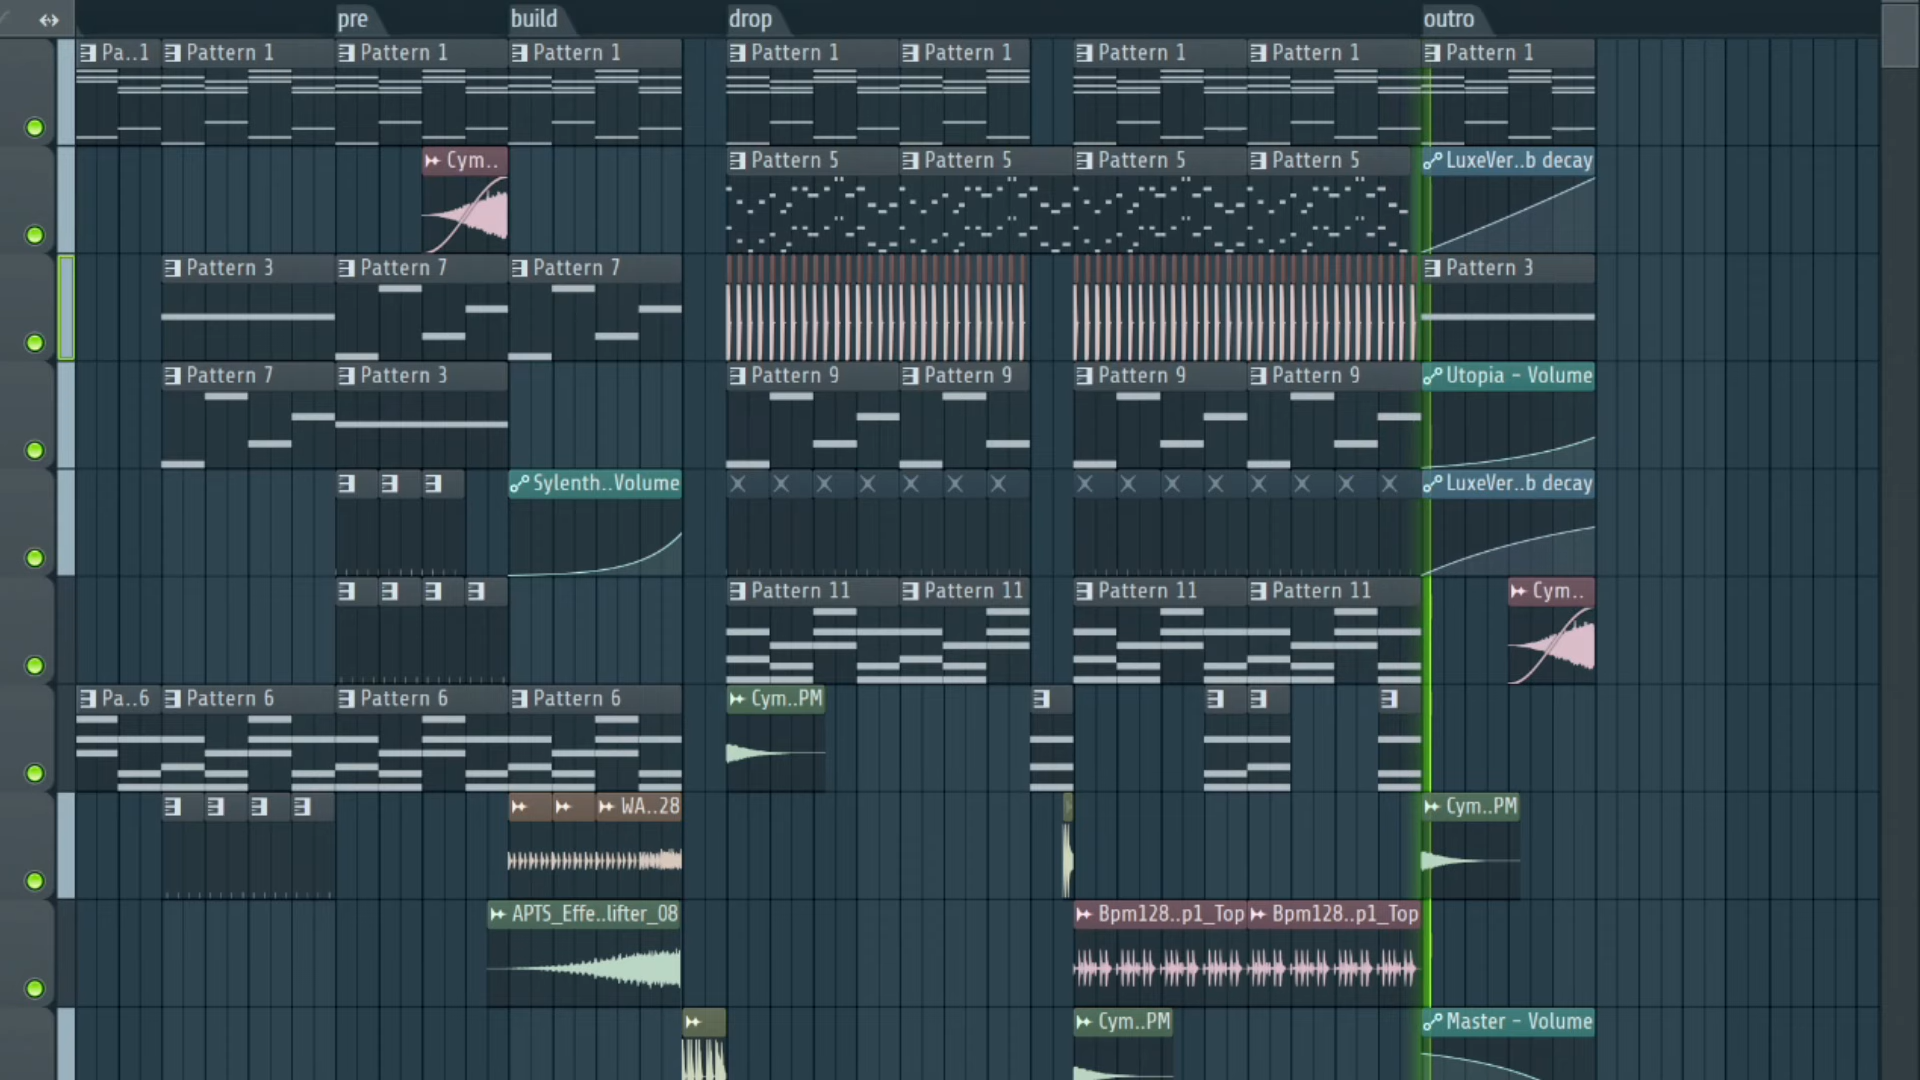 pre build drop outro
Pa..1 Pattern 1 Pattern 1 Pattern 1 Pattern 1 Pattern 1 Pattern 1 Pattern 1 Pattern 1
Cym.. Pattern 5 Pattern 5 Pattern 5 Pattern 5 LuxeVer..b decay
Pattern 3 Pattern 7 Pattern 7 Pattern 3
Pattern 7 Pattern 3 Pattern 9 Pattern 9 Pattern 9 Pattern 9 Utopia - Volume
Sylenth..Volume LuxeVer..b decay
Pattern 11 Pattern 11 Pattern 11 Pattern 11 Cym..
Pa..6 Pattern 6 Pattern 6 Pattern 6 Cym..PM
WA..28 Cym..PM
APTS_Effe..lifter_08 Bpm128..p1_Top Bpm128..p1_Top
Cym..PM Master - Volume